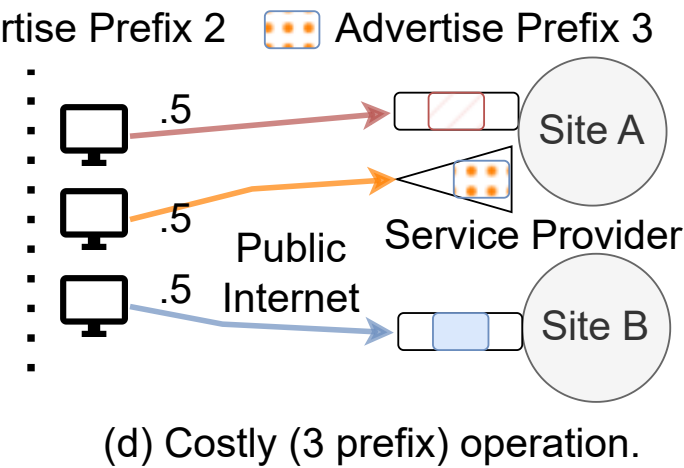 rtise Prefix 2 Advertise Prefix 3
.5
Site A
.5
Service Provider
Public
Internet
.5
Site B
(d) Costly (3 prefix) operation.